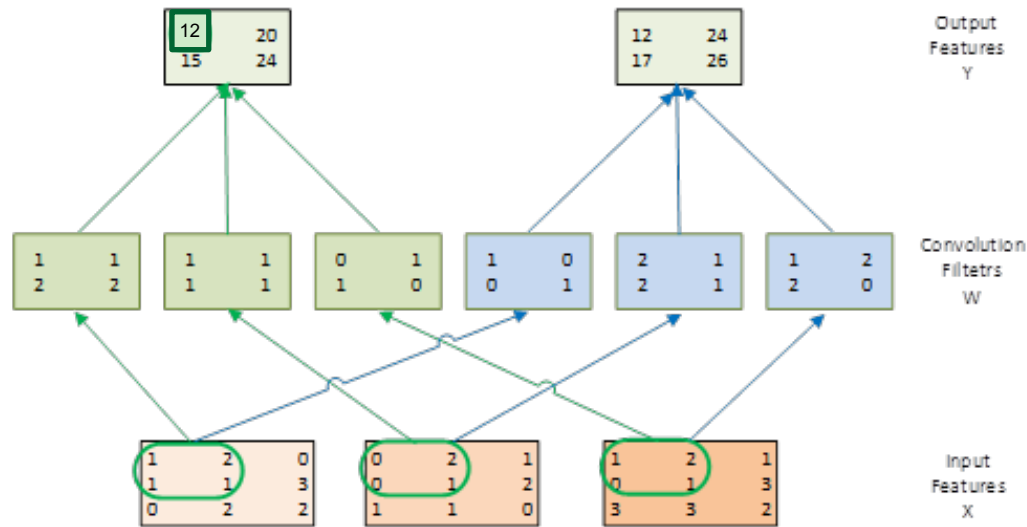 12 20
15 24
12 24
17 26
Output
Features
Y
1 1
2 2
1 1
1 1
0 1
1 0
1 0
0 1
2 1
2 1
1 2
2 0
Convolution
Filtetrs
W
1 2 0
1 1 3
0 2 2
0 2 1
0 1 2
1 1 0
1 2 1
0 1 3
3 3 2
Input
Features
X